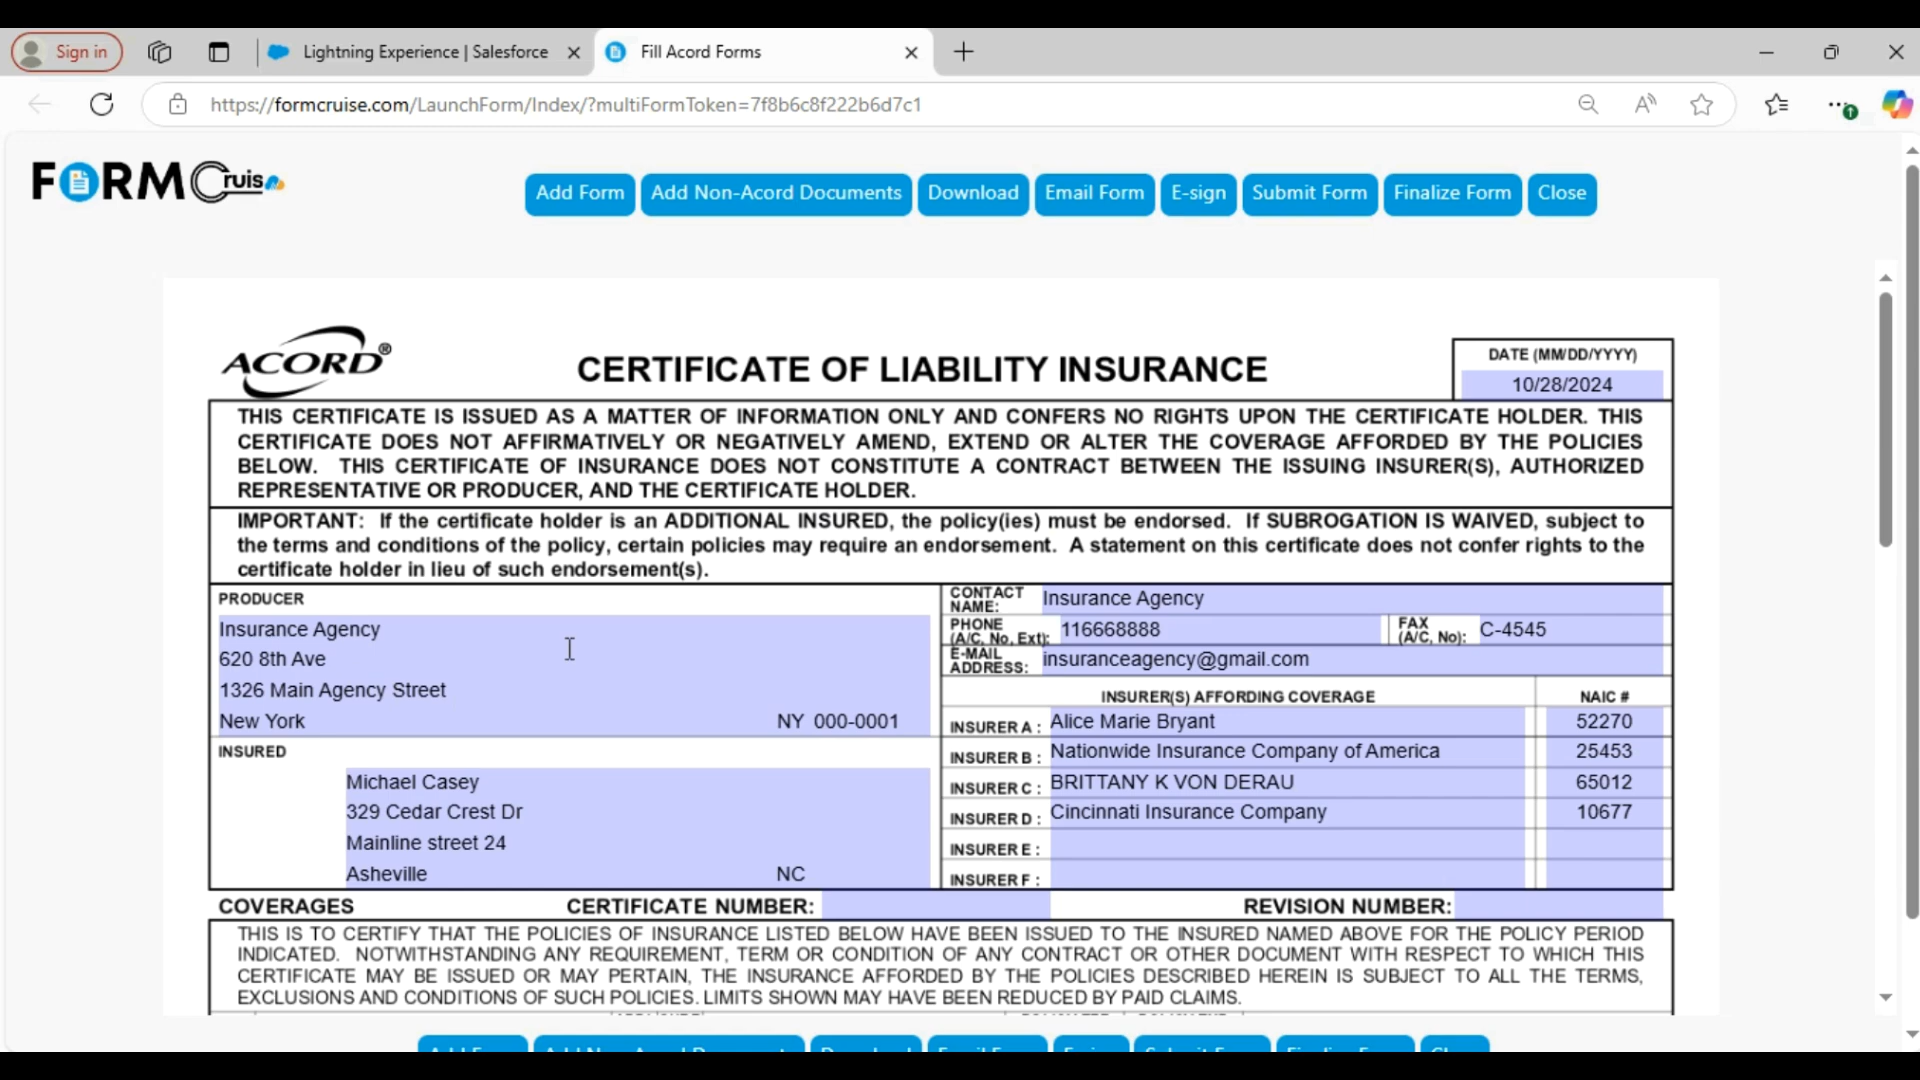 Sign in
Lightning Experience | Salesforce
Fill Acord Forms
https://formcruise.com/LaunchForm/Index/?multiFormToken=7f8b6c8f222b6d7c1
FORMCruise
Add Form Add Non-Acord Documents Download Email Form E-sign Submit Form Finalize Form Close
ACORD®
CERTIFICATE OF LIABILITY INSURANCE
DATE (MM/DD/YYYY)
10/28/2024
THIS CERTIFICATE IS ISSUED AS A MATTER OF INFORMATION ONLY AND CONFERS NO RIGHTS UPON THE CERTIFICATE HOLDER. THIS
CERTIFICATE DOES NOT AFFIRMATIVELY OR NEGATIVELY AMEND, EXTEND OR ALTER THE COVERAGE AFFORDED BY THE POLICIES
BELOW. THIS CERTIFICATE OF INSURANCE DOES NOT CONSTITUTE A CONTRACT BETWEEN THE ISSUING INSURER(S), AUTHORIZED
REPRESENTATIVE OR PRODUCER, AND THE CERTIFICATE HOLDER.
IMPORTANT: If the certificate holder is an ADDITIONAL INSURED, the policy(ies) must be endorsed. If SUBROGATION IS WAIVED, subject to
the terms and conditions of the policy, certain policies may require an endorsement. A statement on this certificate does not confer rights to the
certificate holder in lieu of such endorsement(s).
PRODUCER
Insurance Agency
620 8th Ave
1326 Main Agency Street
New York NY 000-0001
INSURED
Michael Casey
329 Cedar Crest Dr
Mainline street 24
Asheville NC
CONTACT NAME: Insurance Agency
PHONE (A/C, No, Ext): 116668888 FAX (A/C, No): C-4545
E-MAIL ADDRESS: insuranceagency@gmail.com
INSURER(S) AFFORDING COVERAGE NAIC #
INSURER A : Alice Marie Bryant 52270
INSURER B : Nationwide Insurance Company of America 25453
INSURER C : BRITTANY K VON DERAU 65012
INSURER D : Cincinnati Insurance Company 10677
INSURER E :
INSURER F :
COVERAGES CERTIFICATE NUMBER: REVISION NUMBER:
THIS IS TO CERTIFY THAT THE POLICIES OF INSURANCE LISTED BELOW HAVE BEEN ISSUED TO THE INSURED NAMED ABOVE FOR THE POLICY PERIOD
INDICATED. NOTWITHSTANDING ANY REQUIREMENT, TERM OR CONDITION OF ANY CONTRACT OR OTHER DOCUMENT WITH RESPECT TO WHICH THIS
CERTIFICATE MAY BE ISSUED OR MAY PERTAIN, THE INSURANCE AFFORDED BY THE POLICIES DESCRIBED HEREIN IS SUBJECT TO ALL THE TERMS,
EXCLUSIONS AND CONDITIONS OF SUCH POLICIES. LIMITS SHOWN MAY HAVE BEEN REDUCED BY PAID CLAIMS.